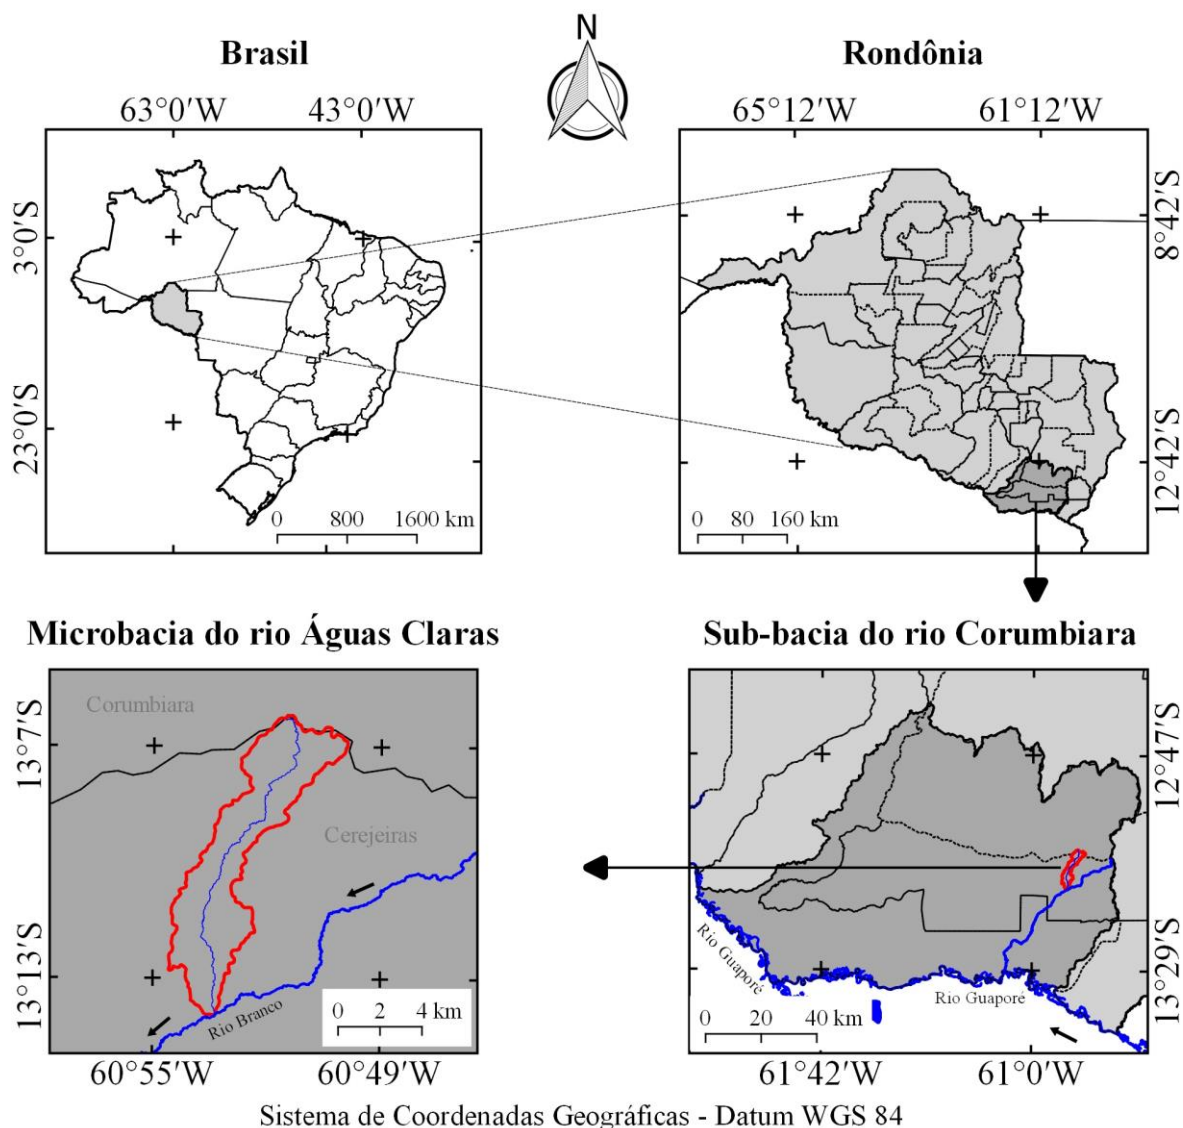 N
Brasil
Rondônia
63°0'W 43°0'W
65°12'W 61°12'W
3°0'S
23°0'S
8°42'S
12°42'S
0 800 1600 km
0 80 160 km
Microbacia do rio Águas Claras
Sub-bacia do rio Corumbiara
Corumbiara
Cerejeiras
Rio Branco
13°7'S
13°13'S
0 2 4 km
60°55'W 60°49'W
12°47'S
13°29'S
Rio Guaporé
Rio Guaporé
0 20 40 km
61°42'W 61°0'W
Sistema de Coordenadas Geográficas - Datum WGS 84